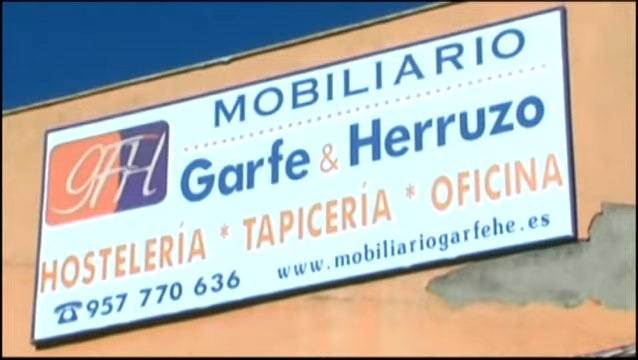 MOBILIARIO
GFH
Garfe & Herruzo
HOSTELERÍA * TAPICERÍA * OFICINA
☎957 770 636
www.mobiliariogarfehe.es